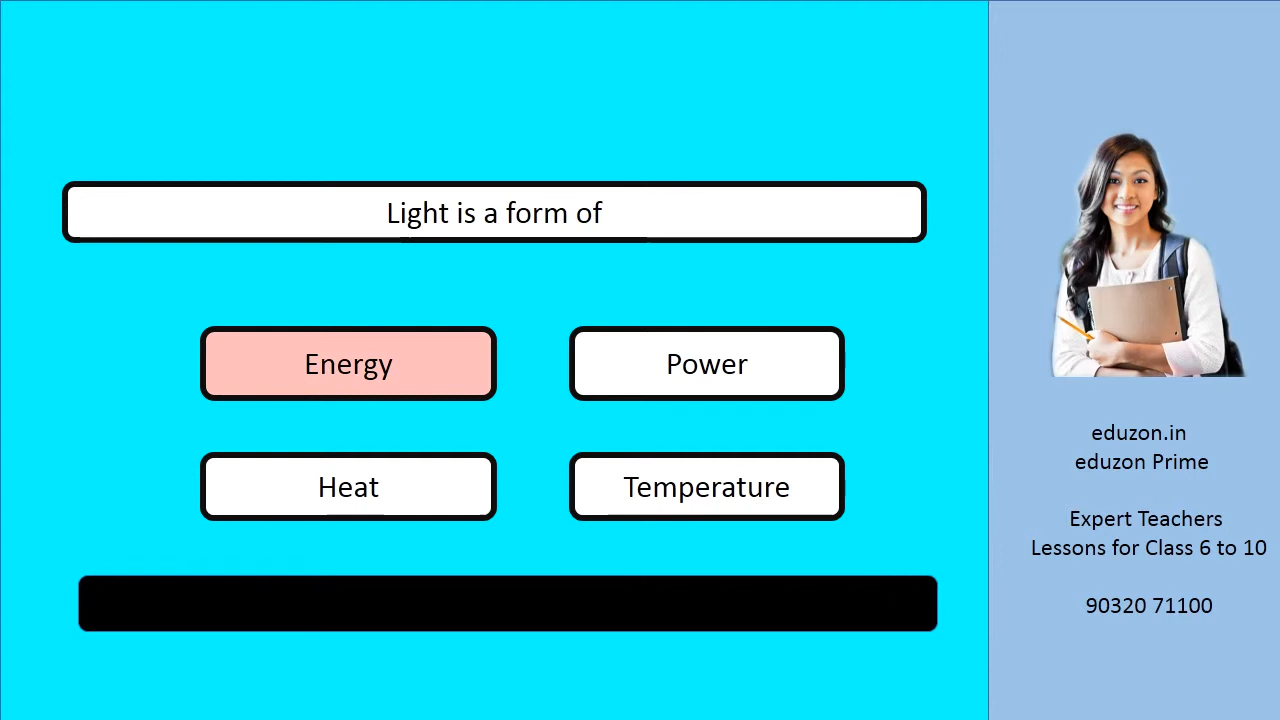 Light is a form of
Energy
Power
Heat
Temperature
eduzon.in
eduzon Prime
Expert Teachers
Lessons for Class 6 to 10
90320 71100